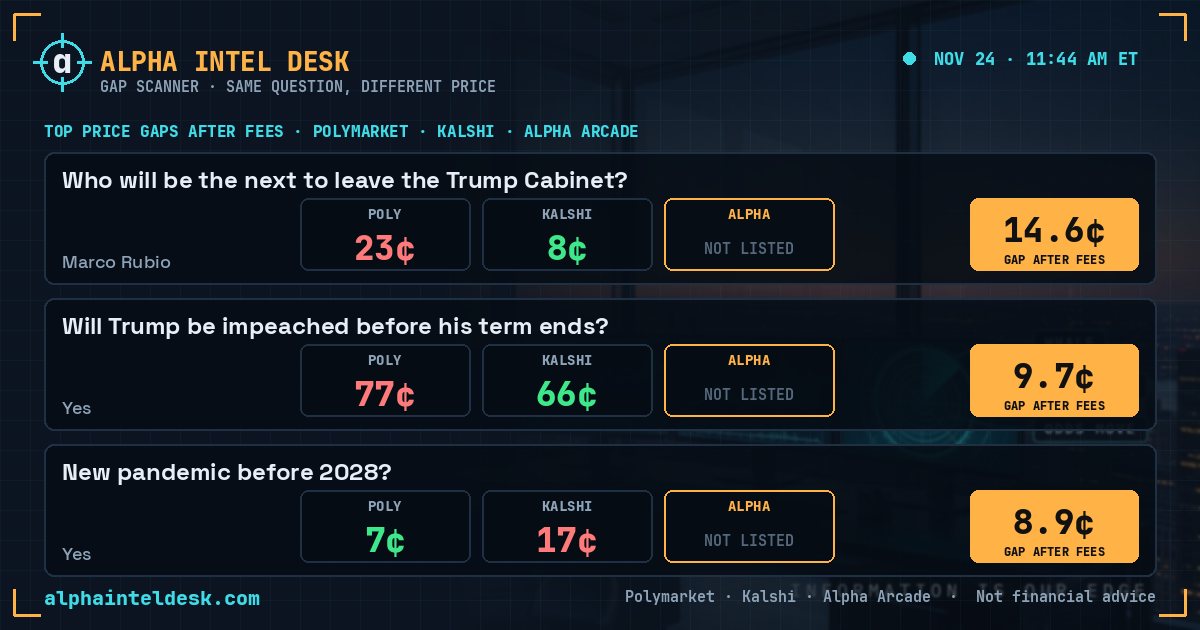 α
ALPHA INTEL DESK
GAP SCANNER · SAME QUESTION, DIFFERENT PRICE
NOV 24 · 11:44 AM ET
TOP PRICE GAPS AFTER FEES · POLYMARKET · KALSHI · ALPHA ARCADE
Who will be the next to leave the Trump Cabinet?
Marco Rubio
POLY
23¢
KALSHI
8¢
ALPHA
NOT LISTED
14.6¢
GAP AFTER FEES
Will Trump be impeached before his term ends?
Yes
POLY
77¢
KALSHI
66¢
ALPHA
NOT LISTED
9.7¢
GAP AFTER FEES
New pandemic before 2028?
Yes
POLY
7¢
KALSHI
17¢
ALPHA
NOT LISTED
8.9¢
GAP AFTER FEES
INFORMATION IS OUR EDGE
alphainteldesk.com
Polymarket · Kalshi · Alpha Arcade · Not financial advice